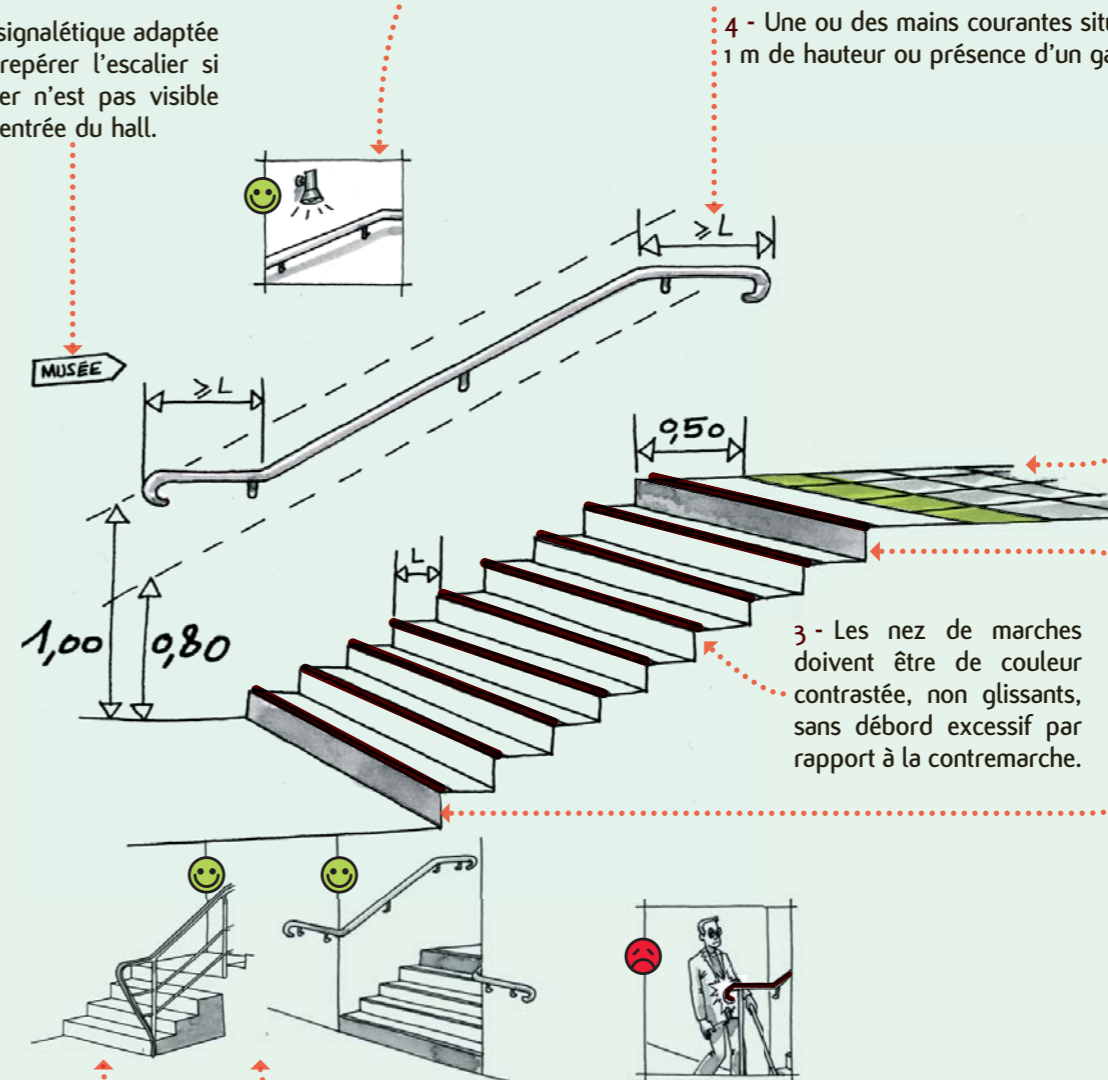 signalétique adaptée
repérer l'escalier si
er n'est pas visible
entrée du hall.
4 - Une ou des mains courantes situ
1 m de hauteur ou présence d'un ga
≥ L
MUSÉE
≥ L
0,50
L
1,00
0,80
3 - Les nez de marches
doivent être de couleur
contrastée, non glissants,
sans débord excessif par
rapport à la contremarche.